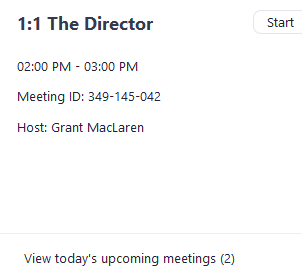 1:1 The Director
Start
02:00 PM - 03:00 PM
Meeting ID: 349-145-042
Host: Grant MacLaren
View today's upcoming meetings (2)